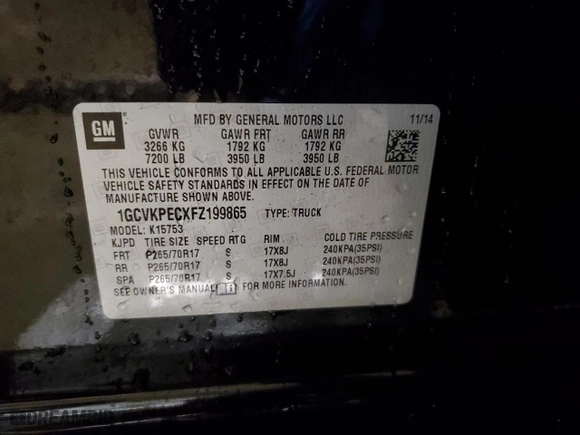 GM
MFD BY GENERAL MOTORS LLC 11/14
GVWR GAWR FRT GAWR RR
3266 KG 1792 KG 1792 KG
7200 LB 3950 LB 3950 LB
THIS VEHICLE CONFORMS TO ALL APPLICABLE U.S. FEDERAL MOTOR
VEHICLE SAFETY STANDARDS IN EFFECT ON THE DATE OF
MANUFACTURE SHOWN ABOVE.
1GCVKPECXFZ199865 TYPE: TRUCK
MODEL: K15753
KJPD TIRE SIZE SPEED RTG RIM COLD TIRE PRESSURE
FRT P265/70R17 S 17X8J 240KPA(35PSI)
RR P265/70R17 S 17X8J 240KPA(35PSI)
SPA P265/70R17 S 17X7.5J 240KPA(35PSI)
SEE OWNER'S MANUAL FOR MORE INFORMATION.